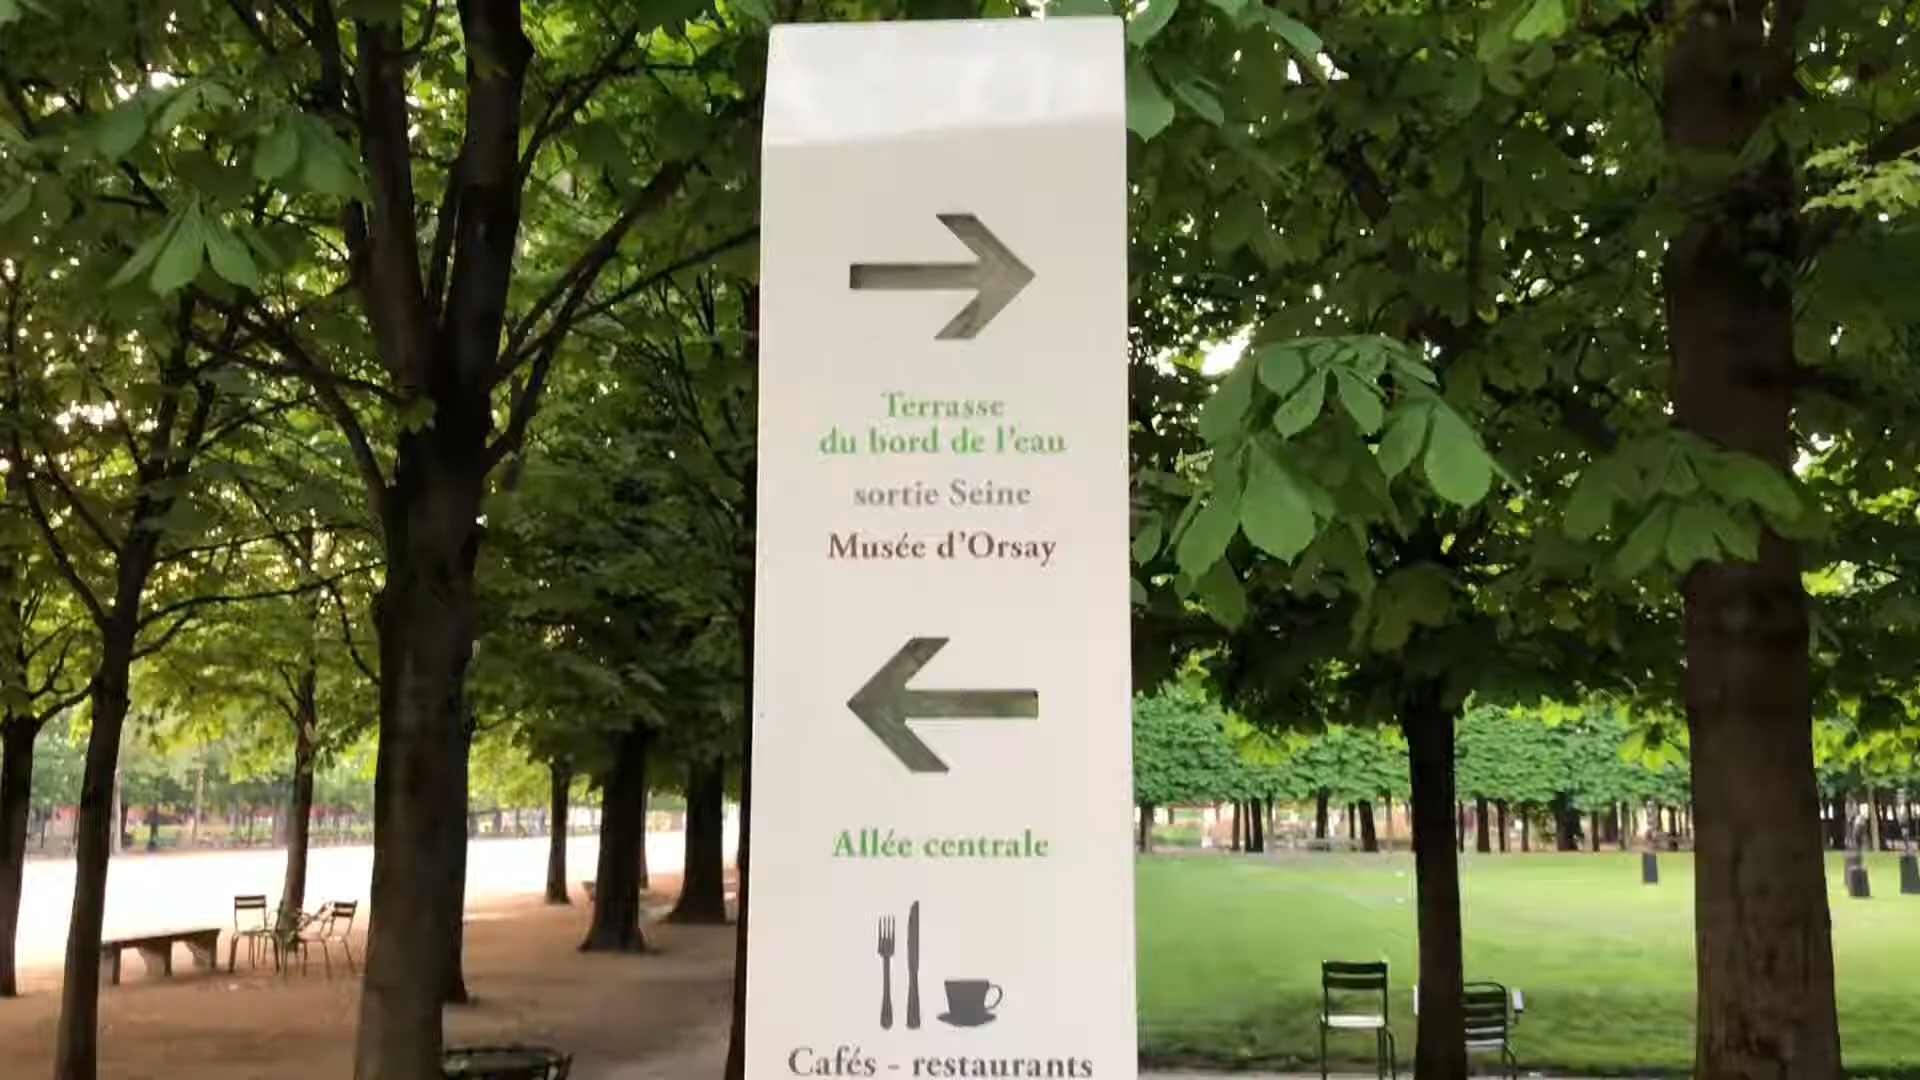 Terrasse
du bord de l'eau
sortie Seine
Musée d'Orsay
Allée centrale
Cafés - restaurants